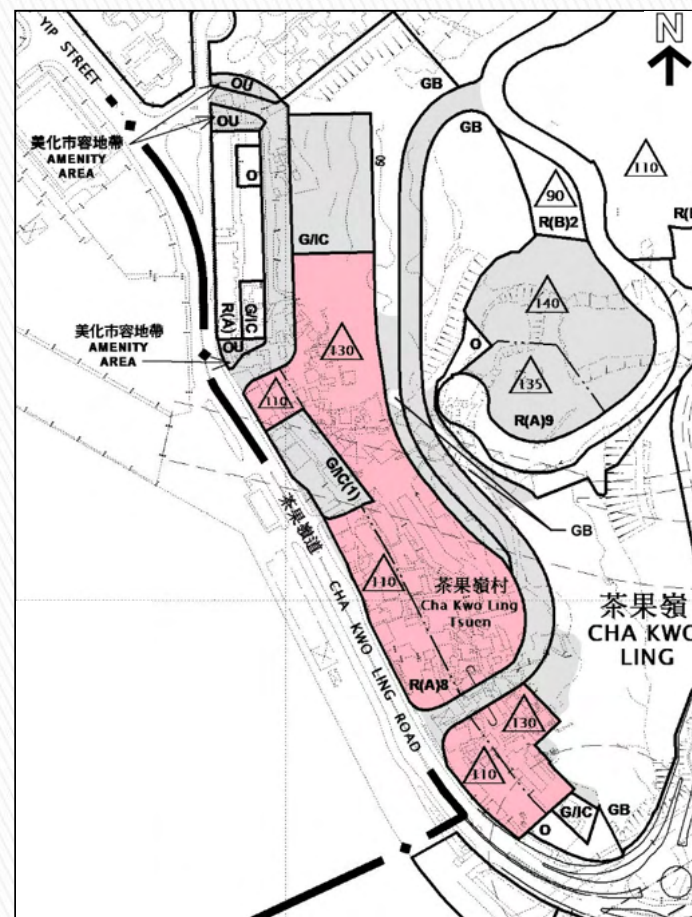 YIP STREET
N
OU
OU
GB
GB
美化市容地帶
AMENITY
AREA
O
90
110
90
R(B)2
G/IC
140
R(A)
G/IC
130
OU
O
美化市容地帶
AMENITY
AREA
135
110
R(A)9
G/IC(1)
GB
茶果嶺道
CHA KWO LING ROAD
110
茶果嶺村
Cha Kwo Ling
Tsuen
茶果嶺
CHA KWO
LING
R(A)8
130
110
G/IC
GB
O